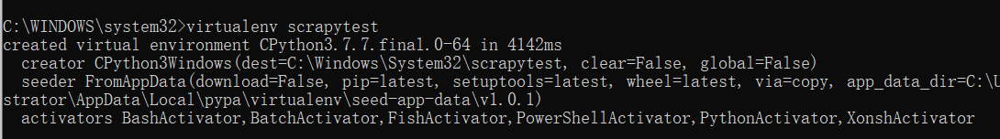 C:\WINDOWS\system32>virtualenv scrapytest
created virtual environment CPython3.7.7.final.0-64 in 4142ms
  creator CPython3Windows(dest=C:\Windows\System32\scrapytest, clear=False, global=False)
  seeder FromAppData(download=False, pip=latest, setuptools=latest, wheel=latest, via=copy, app_data_dir=C:\U
strator\AppData\Local\pypa\virtualenv\seed-app-data\v1.0.1)
  activators BashActivator,BatchActivator,FishActivator,PowerShellActivator,PythonActivator,XonshActivator